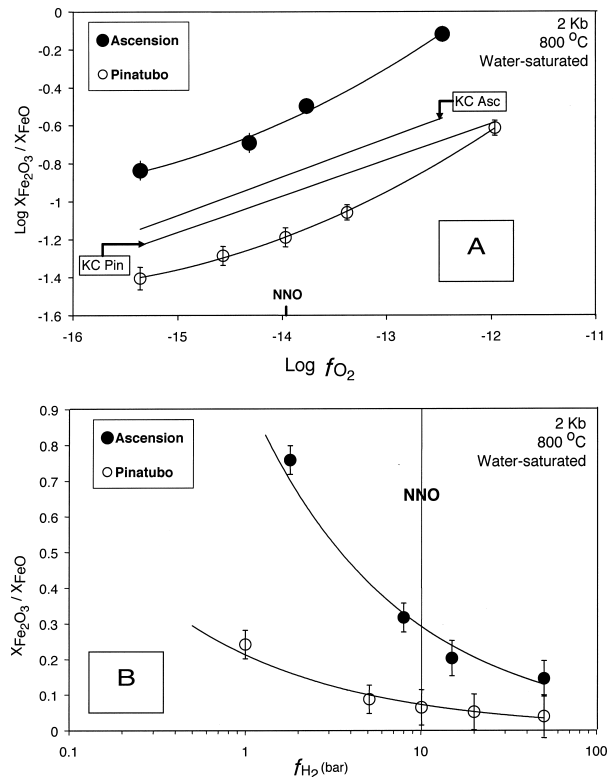 0
-0.2
-0.4
-0.6
-0.8
-1
-1.2
-1.4
-1.6
Log XFe2O3 / XFeO
Ascension
Pinatubo
2 Kb
800 °C
Water-saturated
KC Asc
KC Pin
A
NNO
-16 -15 -14 -13 -12 -11
Log fO2
0.9
0.8
0.7
0.6
0.5
0.4
0.3
0.2
0.1
0
XFe2O3 / XFeO
Ascension
Pinatubo
2 Kb
800 °C
Water-saturated
NNO
B
0.1 1 10 100
fH2 (bar)